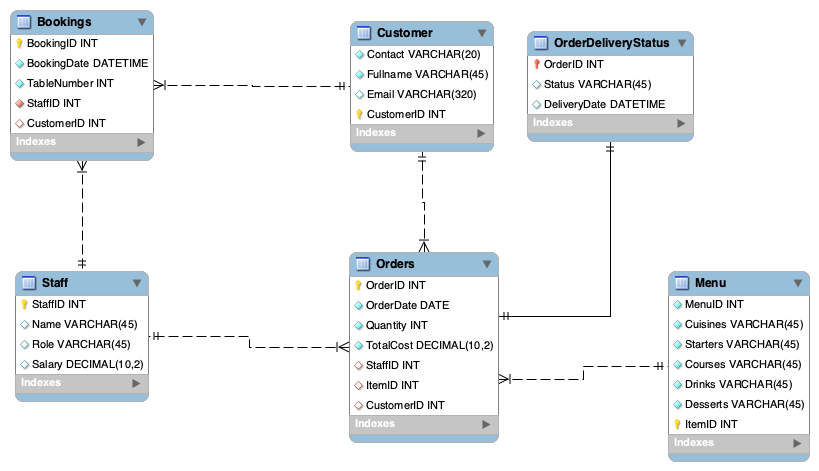 Bookings
BookingID INT
BookingDate DATETIME
TableNumber INT
StaffID INT
CustomerID INT
Indexes
Customer
Contact VARCHAR(20)
Fullname VARCHAR(45)
Email VARCHAR(320)
CustomerID INT
Indexes
OrderDeliveryStatus
OrderID INT
Status VARCHAR(45)
DeliveryDate DATETIME
Indexes
Staff
StaffID INT
Name VARCHAR(45)
Role VARCHAR(45)
Salary DECIMAL(10,2)
Indexes
Orders
OrderID INT
OrderDate DATE
Quantity INT
TotalCost DECIMAL(10,2)
StaffID INT
ItemID INT
CustomerID INT
Indexes
Menu
MenuID INT
Cuisines VARCHAR(45)
Starters VARCHAR(45)
Courses VARCHAR(45)
Drinks VARCHAR(45)
Desserts VARCHAR(45)
ItemID INT
Indexes